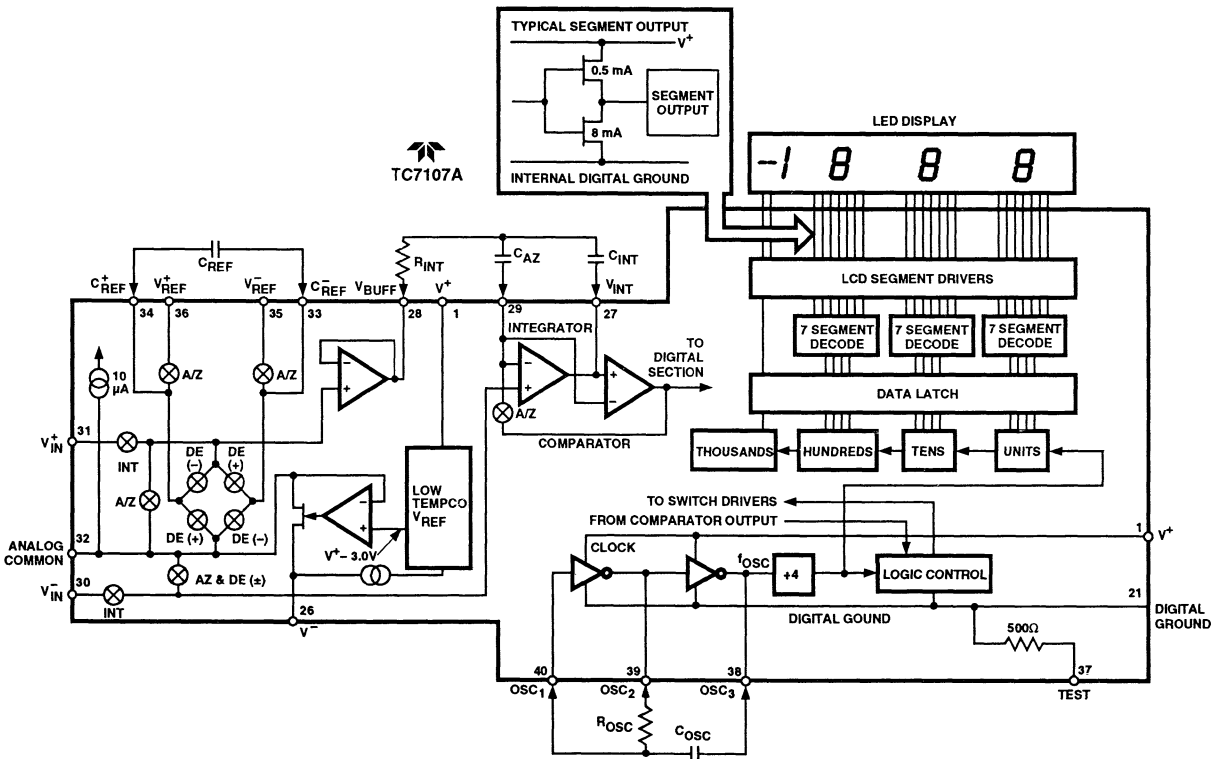 TYPICAL SEGMENT OUTPUT
V+
0.5 mA
SEGMENT
OUTPUT
8 mA
INTERNAL DIGITAL GROUND
TC7107A
LED DISPLAY
-1 8 8 8
LCD SEGMENT DRIVERS
7 SEGMENT
DECODE
7 SEGMENT
DECODE
7 SEGMENT
DECODE
DATA LATCH
THOUSANDS
HUNDREDS
TENS
UNITS
TO SWITCH DRIVERS
FROM COMPARATOR OUTPUT
CREF
RINT
CAZ
CINT
C+REF
V+REF
V-REF
C-REF
VBUFF
V+
VINT
34
36
35
33
28
1
29
27
10
µA
A/Z
A/Z
INTEGRATOR
TO
DIGITAL
SECTION
A/Z
COMPARATOR
31
V+IN
INT
DE
(-)
DE
(+)
A/Z
DE (+)
DE (-)
LOW
TEMPCO
VREF
V+ – 3.0V
32
ANALOG
COMMON
AZ & DE (±)
30
V-IN
INT
26
V-
CLOCK
fOSC
+4
LOGIC CONTROL
1
V+
21
DIGITAL
GROUND
DIGITAL GOUND
500Ω
40
39
38
37
OSC1
OSC2
OSC3
TEST
ROSC
COSC